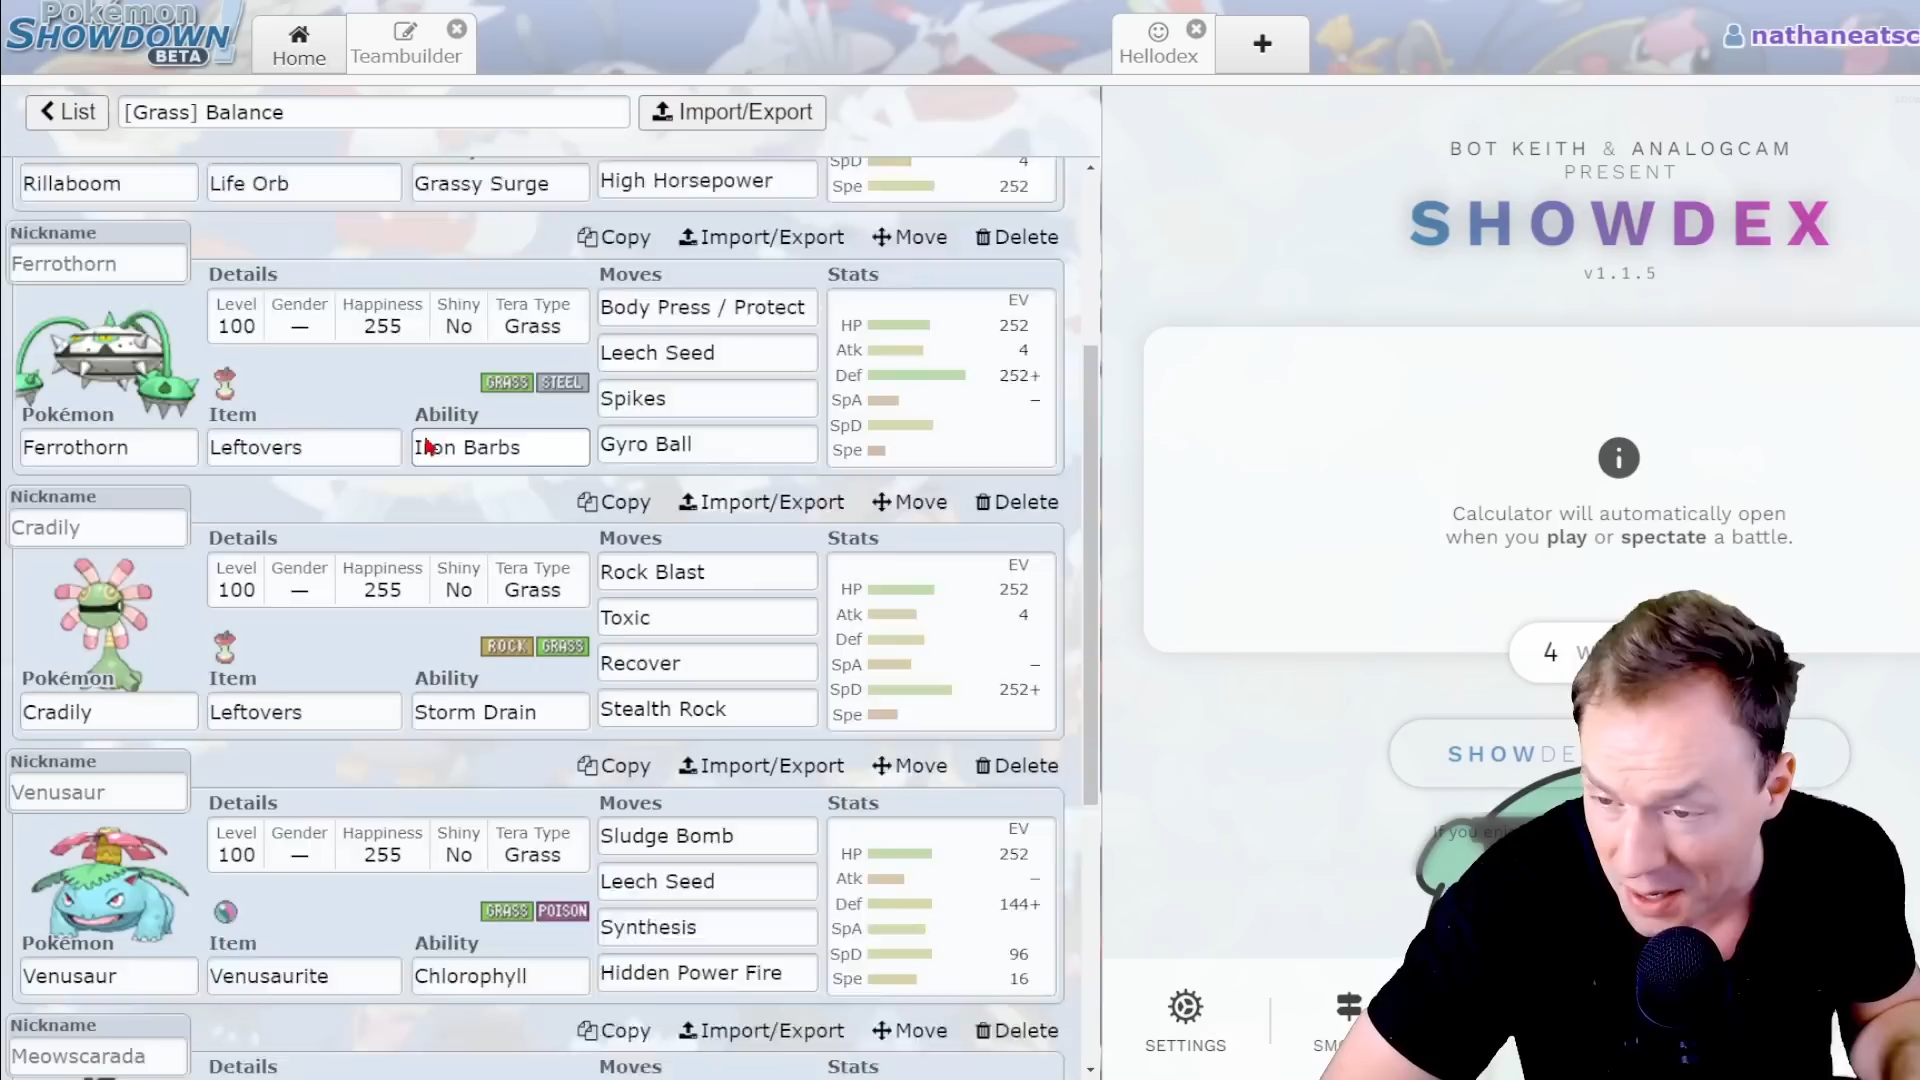 Pokémon
SHOWDOWN
BETA
Home
Teambuilder
Hellodex
+
nathaneatsc
List
[Grass] Balance
Import/Export
Rillaboom
Life Orb
Grassy Surge
High Horsepower
SpD 4
Spe 252
Nickname
Ferrothorn
Copy Import/Export Move Delete
Details
Moves
Stats
Level Gender Happiness Shiny Tera Type
100 — 255 No Grass
GRASS STEEL
Pokémon Item Ability
Ferrothorn Leftovers Iron Barbs
Body Press / Protect
Leech Seed
Spikes
Gyro Ball
EV
HP 252
Atk 4
Def 252+
SpA –
SpD
Spe
Nickname
Cradily
Copy Import/Export Move Delete
Details
Moves
Stats
Level Gender Happiness Shiny Tera Type
100 — 255 No Grass
ROCK GRASS
Pokémon Item Ability
Cradily Leftovers Storm Drain
Rock Blast
Toxic
Recover
Stealth Rock
EV
HP 252
Atk 4
Def
SpA –
SpD 252+
Spe
Nickname
Venusaur
Copy Import/Export Move Delete
Details
Moves
Stats
Level Gender Happiness Shiny Tera Type
100 — 255 No Grass
GRASS POISON
Pokémon Item Ability
Venusaur Venusaurite Chlorophyll
Sludge Bomb
Leech Seed
Synthesis
Hidden Power Fire
EV
HP 252
Atk –
Def 144+
SpA
SpD 96
Spe 16
Nickname
Meowscarada
Copy Import/Export Move Delete
Details
Moves
Stats
BOT KEITH & ANALOGCAM
PRESENT
SHOWDEX
v1.1.5
Calculator will automatically open
when you play or spectate a battle.
4 W
SHOWDE
If you en
SETTINGS
SM